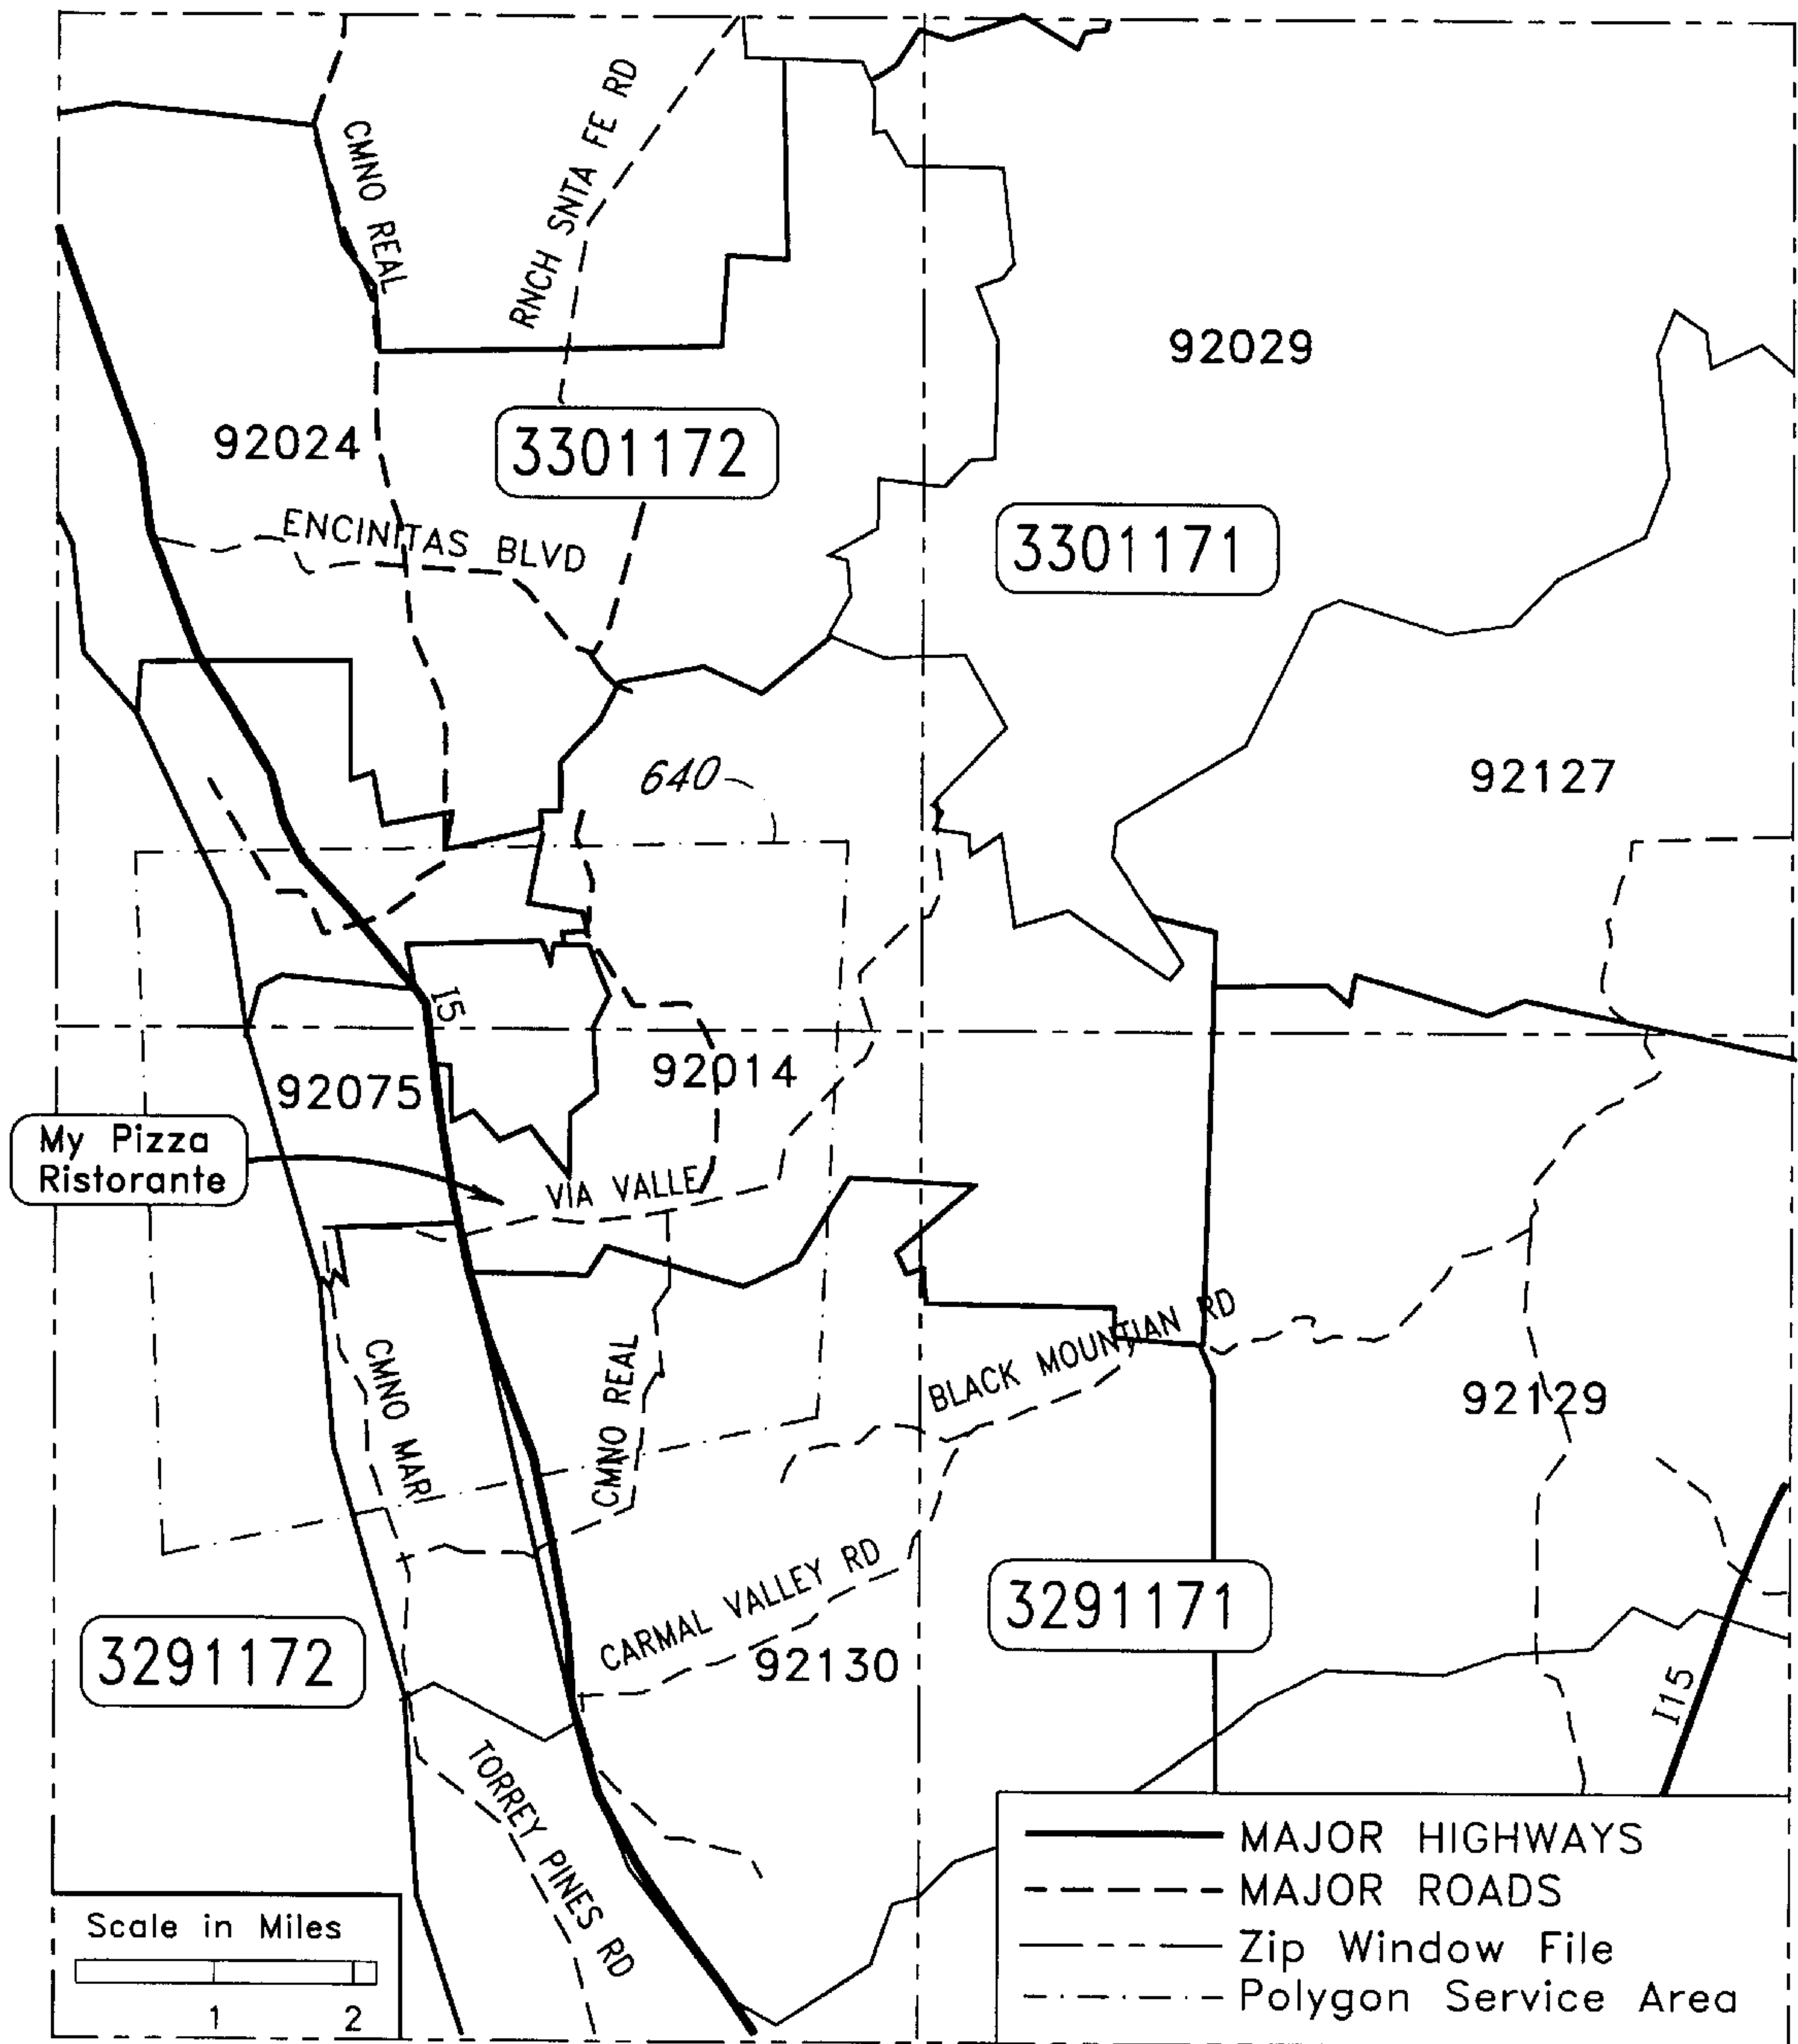 CMNO REAL
RNCH SNTA FE RD
92029
92024
3301172
ENCINITAS BLVD
3301171
640
92127
I5
92014
92075
My Pizza
Ristorante
VIA VALLE
BLACK MOUNTIAN RD
CMNO MAR
CMNO REAL
92129
CARMAL VALLEY RD
3291171
3291172
92130
I15
TORREY PINES RD
MAJOR HIGHWAYS
MAJOR ROADS
Zip Window File
Polygon Service Area
Scale in Miles
1 2